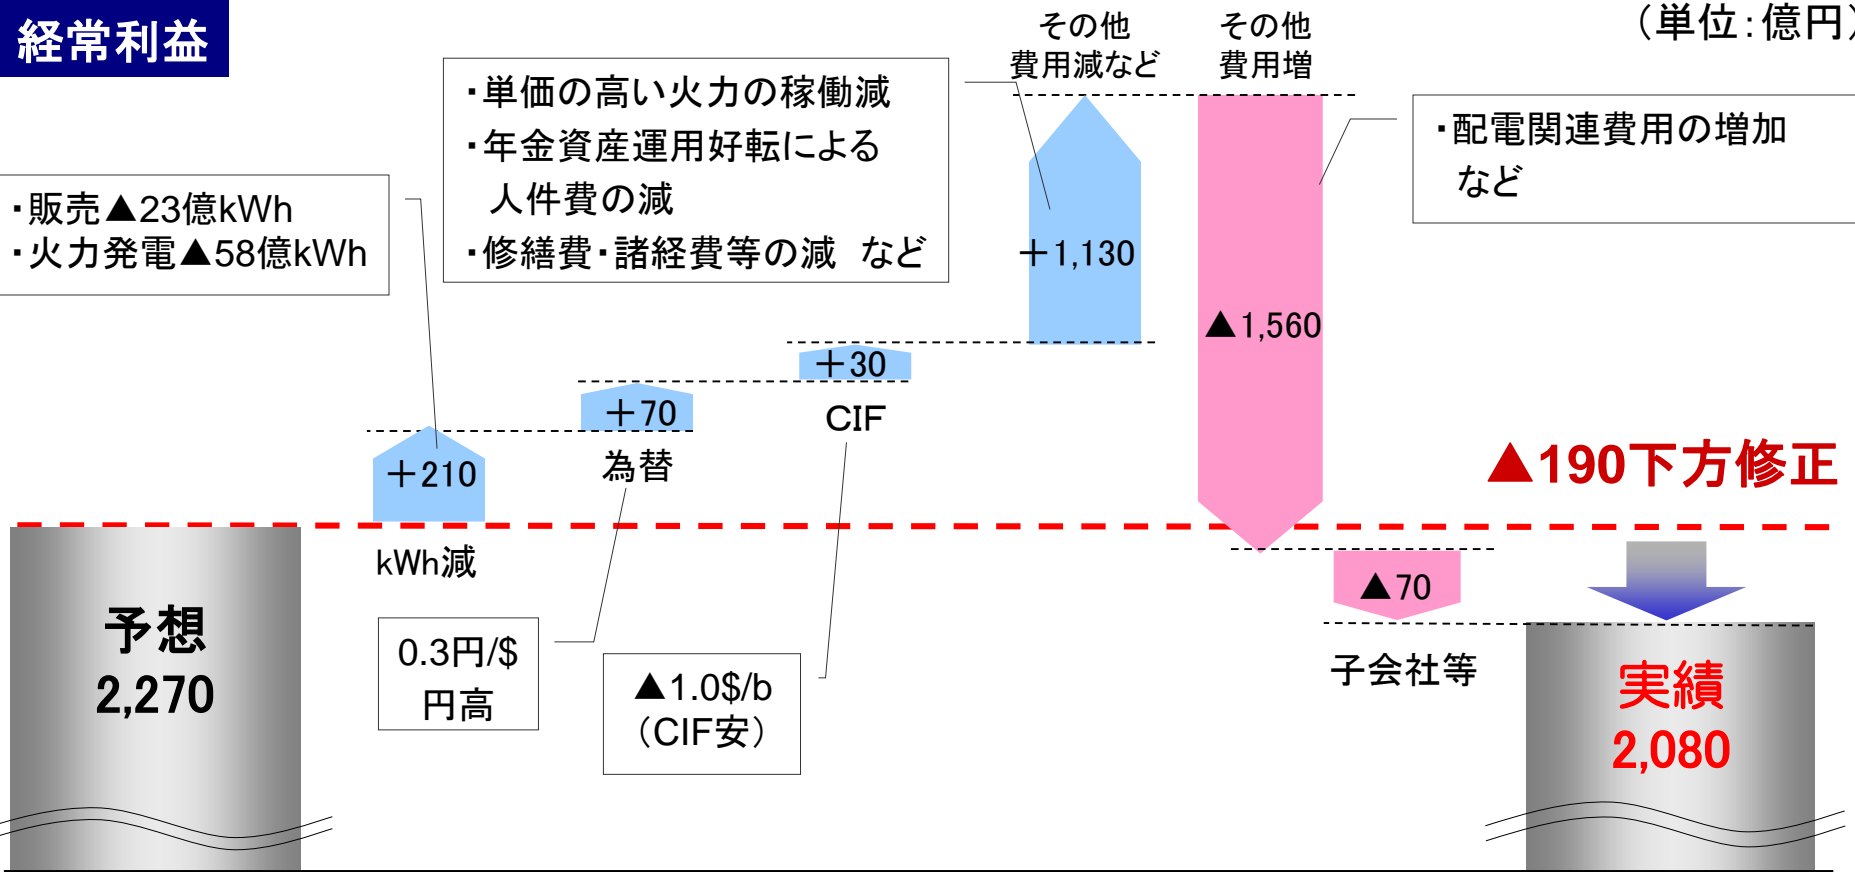 経常利益
（単位：億円）
その他
費用減など
その他
費用増
・単価の高い火力の稼働減
・年金資産運用好転による
人件費の減
・修繕費・諸経費等の減 など
・配電関連費用の増加
など
・販売▲23億kWh
・火力発電▲58億kWh
＋1,130
▲1,560
＋30
CIF
＋70
為替
＋210
kWh減
▲190下方修正
▲70
子会社等
0.3円/$
円高
▲1.0$/b
（CIF安）
予想
2,270
実績
2,080